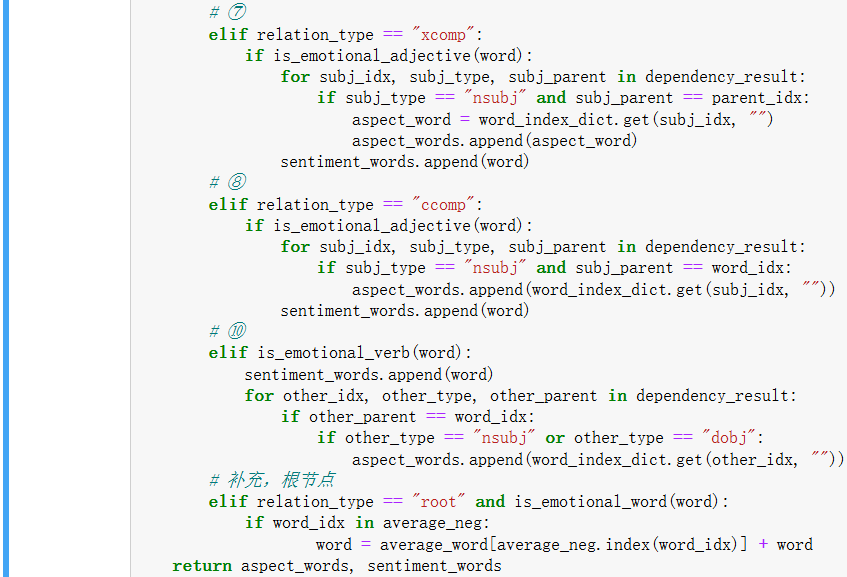 # ⑦
elif relation_type == "xcomp":
if is_emotional_adjective(word):
for subj_idx, subj_type, subj_parent in dependency_result:
if subj_type == "nsubj" and subj_parent == parent_idx:
aspect_word = word_index_dict.get(subj_idx, "")
aspect_words.append(aspect_word)
sentiment_words.append(word)
# ⑧
elif relation_type == "ccomp":
if is_emotional_adjective(word):
for subj_idx, subj_type, subj_parent in dependency_result:
if subj_type == "nsubj" and subj_parent == word_idx:
aspect_words.append(word_index_dict.get(subj_idx, ""))
sentiment_words.append(word)
# ⑩
elif is_emotional_verb(word):
sentiment_words.append(word)
for other_idx, other_type, other_parent in dependency_result:
if other_parent == word_idx:
if other_type == "nsubj" or other_type == "dobj":
aspect_words.append(word_index_dict.get(other_idx, ""))
# 补充，根节点
elif relation_type == "root" and is_emotional_word(word):
if word_idx in average_neg:
word = average_word[average_neg.index(word_idx)] + word
return aspect_words, sentiment_words